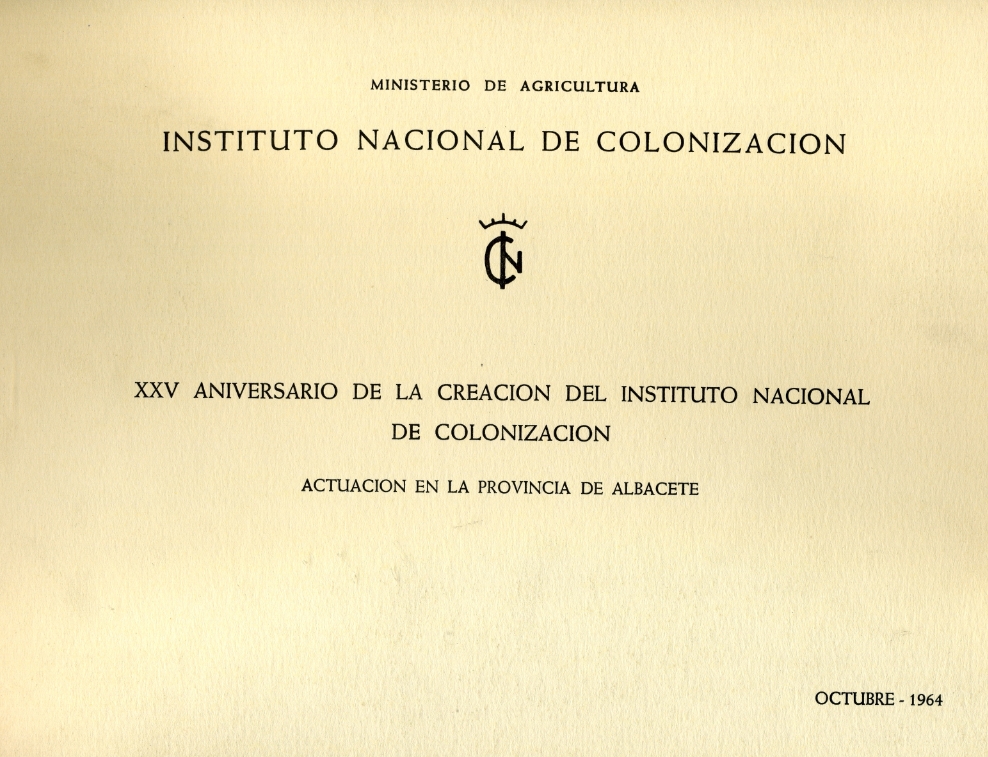 MINISTERIO DE AGRICULTURA
INSTITUTO NACIONAL DE COLONIZACION
XXV ANIVERSARIO DE LA CREACION DEL INSTITUTO NACIONAL
DE COLONIZACION
ACTUACION EN LA PROVINCIA DE ALBACETE
OCTUBRE - 1964